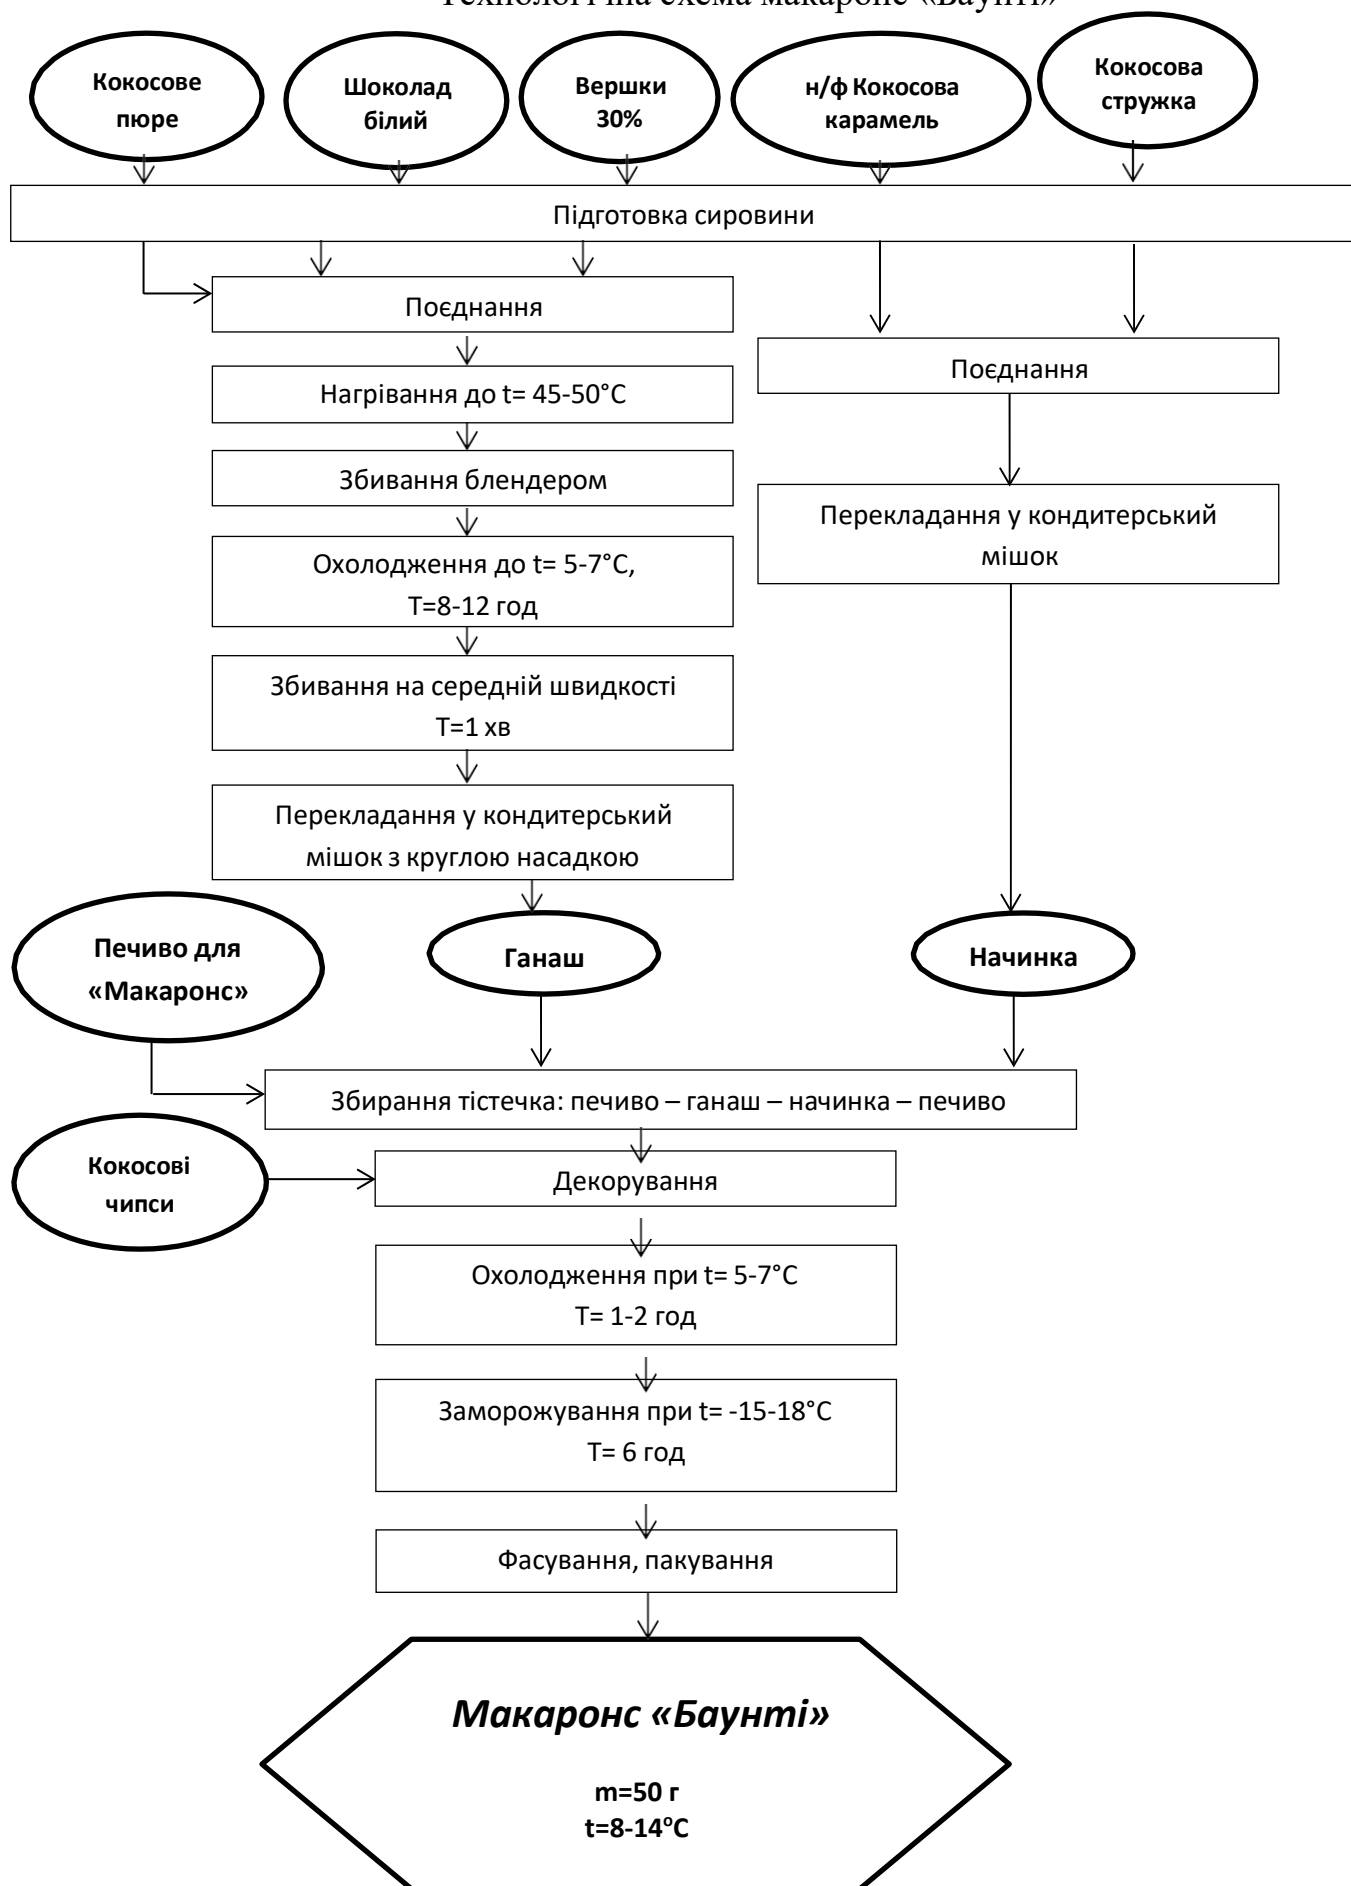 макаронс «Баунті»
Кокосове
пюре
Шоколад
білий
Вершки
30%
н/ф Кокосова
карамель
Кокосова
стружка
Підготовка сировини
Поєднання
Поєднання
Нагрівання до t= 45-50°C
Збивання блендером
Перекладання у кондитерський
мішок
Охолодження до t= 5-7°C,
T=8-12 год
Збивання на середній швидкості
T=1 хв
Перекладання у кондитерський
мішок з круглою насадкою
Печиво для
«Макаронс»
Ганаш
Начинка
Збирання тістечка: печиво – ганаш – начинка – печиво
Кокосові
чипси
Декорування
Охолодження при t= 5-7°C
T= 1-2 год
Заморожування при t= -15-18°C
T= 6 год
Фасування, пакування
Макаронс «Баунті»
m=50 г
t=8-14°C